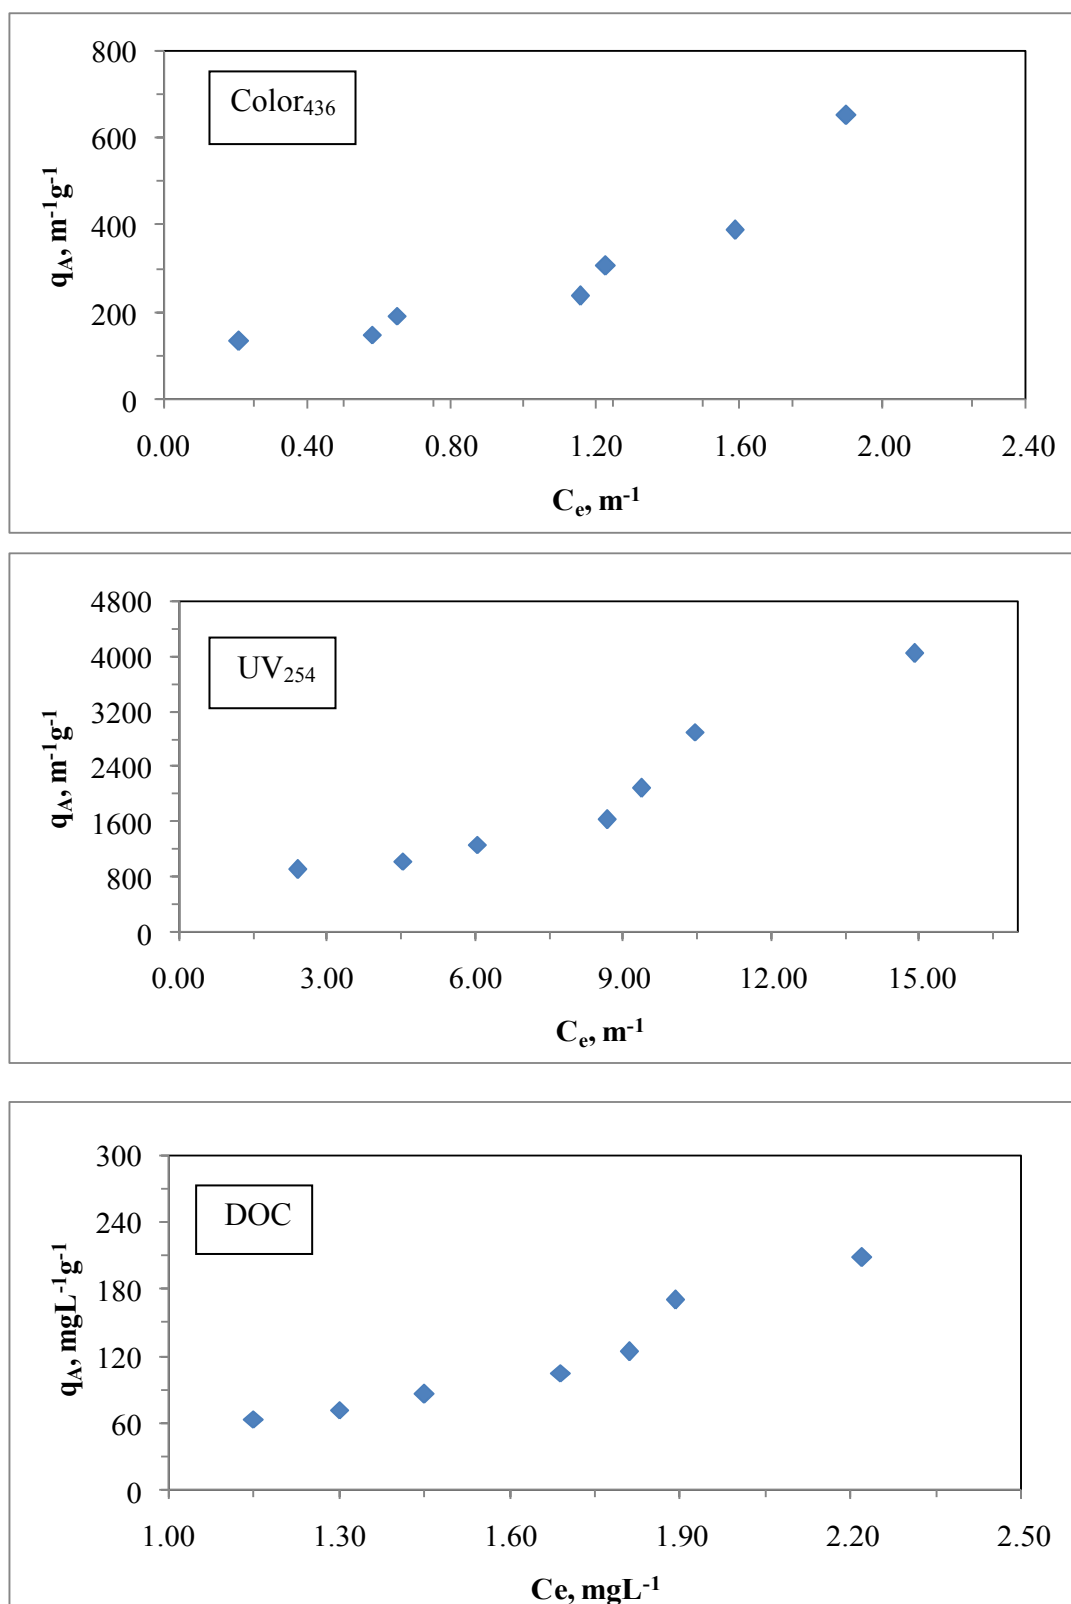 800
600
400
200
0
Color₄₃₆
qA, m⁻¹g⁻¹
0.00 0.40 0.80 1.20 1.60 2.00 2.40
Cₑ, m⁻¹
4800
4000
3200
2400
1600
800
0
UV₂₅₄
qA, m⁻¹g⁻¹
0.00 3.00 6.00 9.00 12.00 15.00
Cₑ, m⁻¹
300
240
180
120
60
0
DOC
qA, mgL⁻¹g⁻¹
1.00 1.30 1.60 1.90 2.20 2.50
Ce, mgL⁻¹